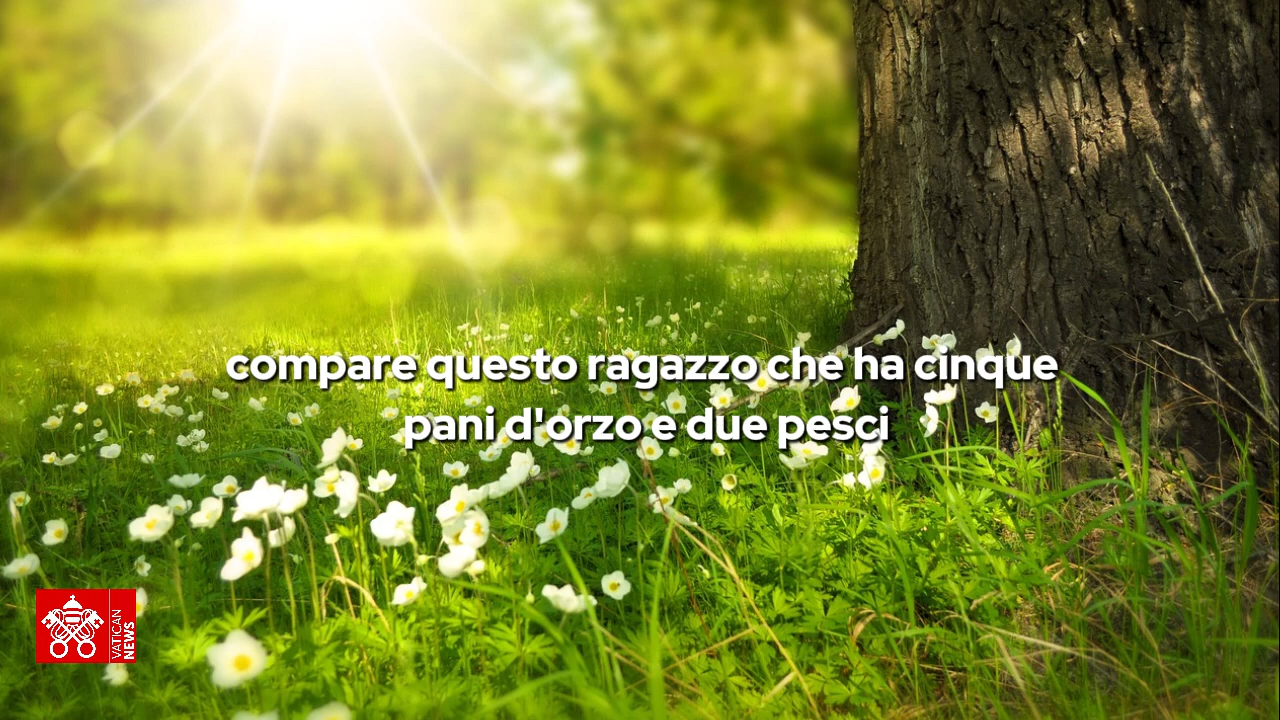 compare questo ragazzo che ha cinque
pani d'orzo e due pesci
VATICAN
NEWS